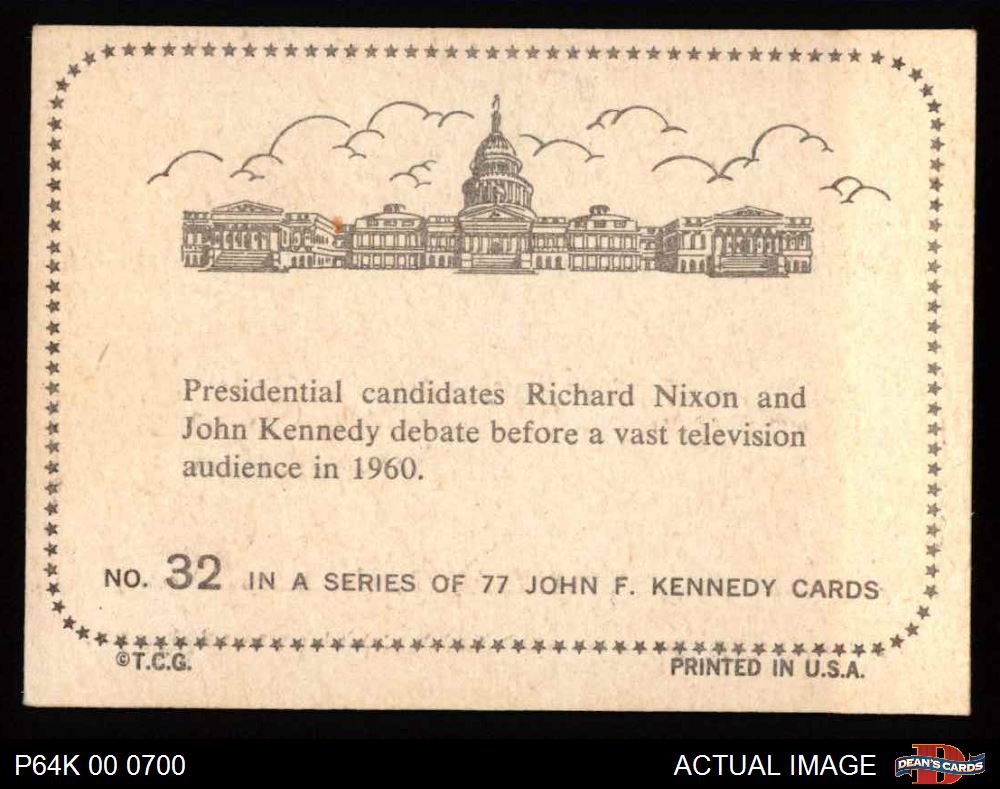 Presidential candidates Richard Nixon and
John Kennedy debate before a vast television
audience in 1960.
NO. 32 IN A SERIES OF 77 JOHN F. KENNEDY CARDS
©T.C.G.
PRINTED IN U.S.A.
P64K 00 0700
ACTUAL IMAGE
DEAN'S CARDS